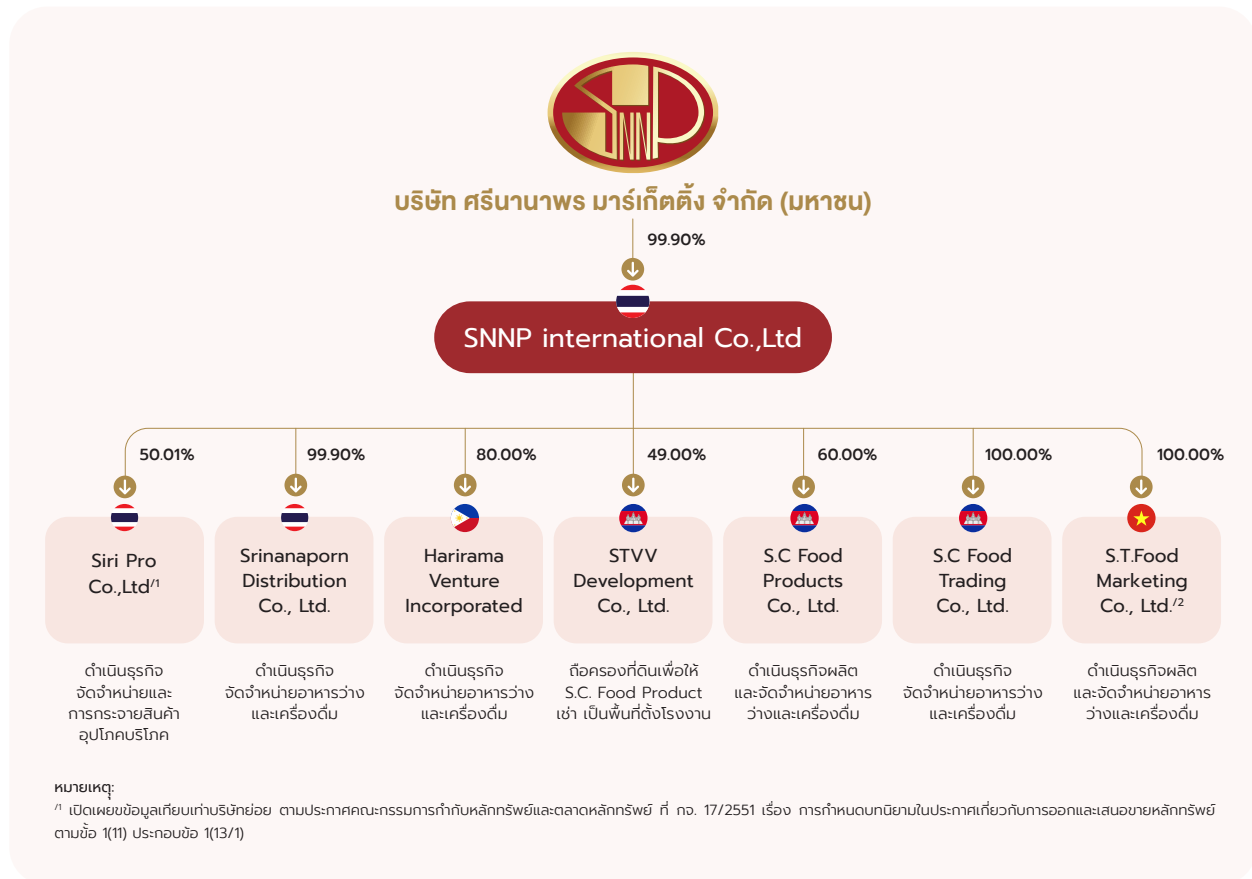 SNNP
บริษัท ศรีนานาพร มาร์เก็ตติ้ง จำกัด (มหาชน)
99.90%
SNNP international Co.,Ltd
50.01%
99.90%
80.00%
49.00%
60.00%
100.00%
100.00%
Siri Pro
Co.,Ltd/1
Srinanaporn
Distribution
Co., Ltd.
Harirama
Venture
Incorporated
STVV
Development
Co., Ltd.
S.C Food
Products
Co., Ltd.
S.C Food
Trading
Co., Ltd.
S.T.Food
Marketing
Co., Ltd./2
ดำเนินธุรกิจ
จัดจำหน่ายและ
การกระจายสินค้า
อุปโภคบริโภค
ดำเนินธุรกิจ
จัดจำหน่ายอาหารว่าง
และเครื่องดื่ม
ดำเนินธุรกิจ
จัดจำหน่ายอาหารว่าง
และเครื่องดื่ม
ถือครองที่ดินเพื่อให้
S.C. Food Product
เช่า เป็นพื้นที่ตั้งโรงงาน
ดำเนินธุรกิจผลิต
และจัดจำหน่ายอาหาร
ว่างและเครื่องดื่ม
ดำเนินธุรกิจ
จัดจำหน่ายอาหารว่าง
และเครื่องดื่ม
ดำเนินธุรกิจผลิต
และจัดจำหน่ายอาหาร
ว่างและเครื่องดื่ม
หมายเหตุ:
/1 เปิดเผยขข้อมูลเทียบเท่าบริษัทย่อย ตามประกาศคณะกรรมการกำกับหลักทรัพย์และตลาดหลักทรัพย์ ที่ กจ. 17/2551 เรื่อง การกำหนดบทนิยามในประกาศเกี่ยวกับการออกและเสนอขายหลักทรัพย์
ตามข้อ 1(11) ประกอบข้อ 1(13/1)